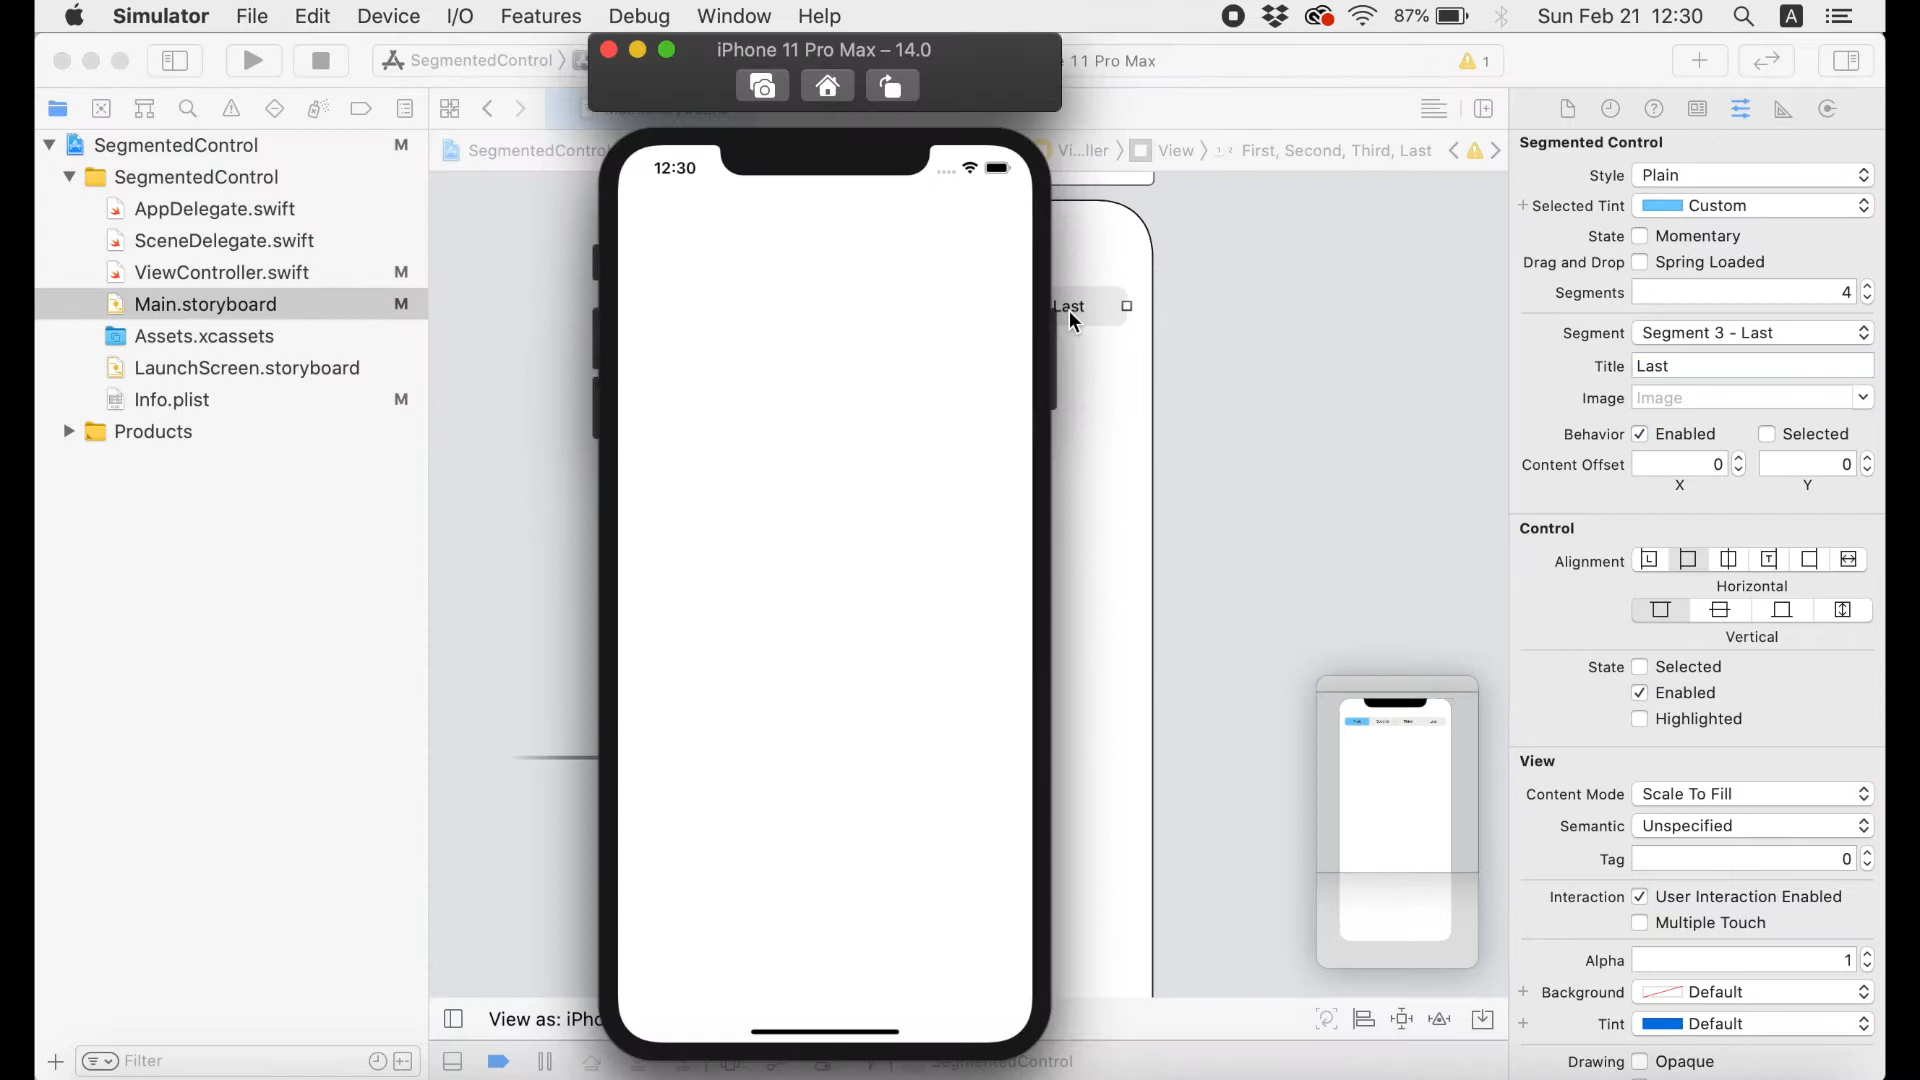 Simulator File Edit Device I/O Features Debug Window Help 87% Sun Feb 21 12:30 A
iPhone 11 Pro Max – 14.0
SegmentedControl 11 Pro Max 1
SegmentedControl M
SegmentedControl
AppDelegate.swift
SceneDelegate.swift
ViewController.swift M
Main.storyboard M
Assets.xcassets
LaunchScreen.storyboard
Info.plist M
Products
Filter
SegmentedContro Vi...ller View First, Second, Third, Last
12:30
Last
View as: iPho
SegmentedControl
Segmented Control
Style Plain
Selected Tint Custom
State Momentary
Drag and Drop Spring Loaded
Segments 4
Segment Segment 3 - Last
Title Last
Image Image
Behavior Enabled Selected
Content Offset 0 0
X Y
Control
Alignment
Horizontal
Vertical
State Selected
Enabled
Highlighted
View
Content Mode Scale To Fill
Semantic Unspecified
Tag 0
Interaction User Interaction Enabled
Multiple Touch
Alpha 1
Background Default
Tint Default
Drawing Opaque